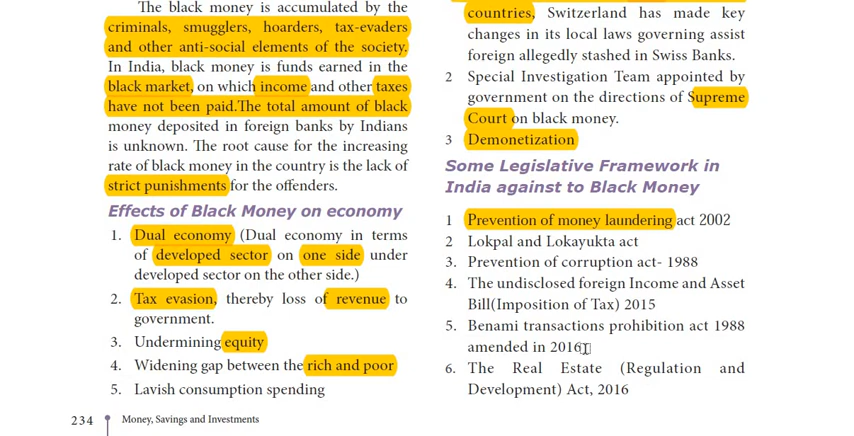 The black money is accumulated by the
criminals, smugglers, hoarders, tax-evaders
and other anti-social elements of the society.
In India, black money is funds earned in the
black market, on which income and other taxes
have not been paid.The total amount of black
money deposited in foreign banks by Indians
is unknown. The root cause for the increasing
rate of black money in the country is the lack of
strict punishments for the offenders.
Effects of Black Money on economy
1. Dual economy (Dual economy in terms
of developed sector on one side under
developed sector on the other side.)
2. Tax evasion, thereby loss of revenue to
government.
3. Undermining equity
4. Widening gap between the rich and poor
5. Lavish consumption spending
countries, Switzerland has made key
changes in its local laws governing assist
foreign allegedly stashed in Swiss Banks.
2 Special Investigation Team appointed by
government on the directions of Supreme
Court on black money.
3 Demonetization
Some Legislative Framework in
India against to Black Money
1 Prevention of money laundering act 2002
2 Lokpal and Lokayukta act
3. Prevention of corruption act- 1988
4. The undisclosed foreign Income and Asset
Bill(Imposition of Tax) 2015
5. Benami transactions prohibition act 1988
amended in 2016
6. The Real Estate (Regulation and
Development) Act, 2016
234 Money, Savings and Investments